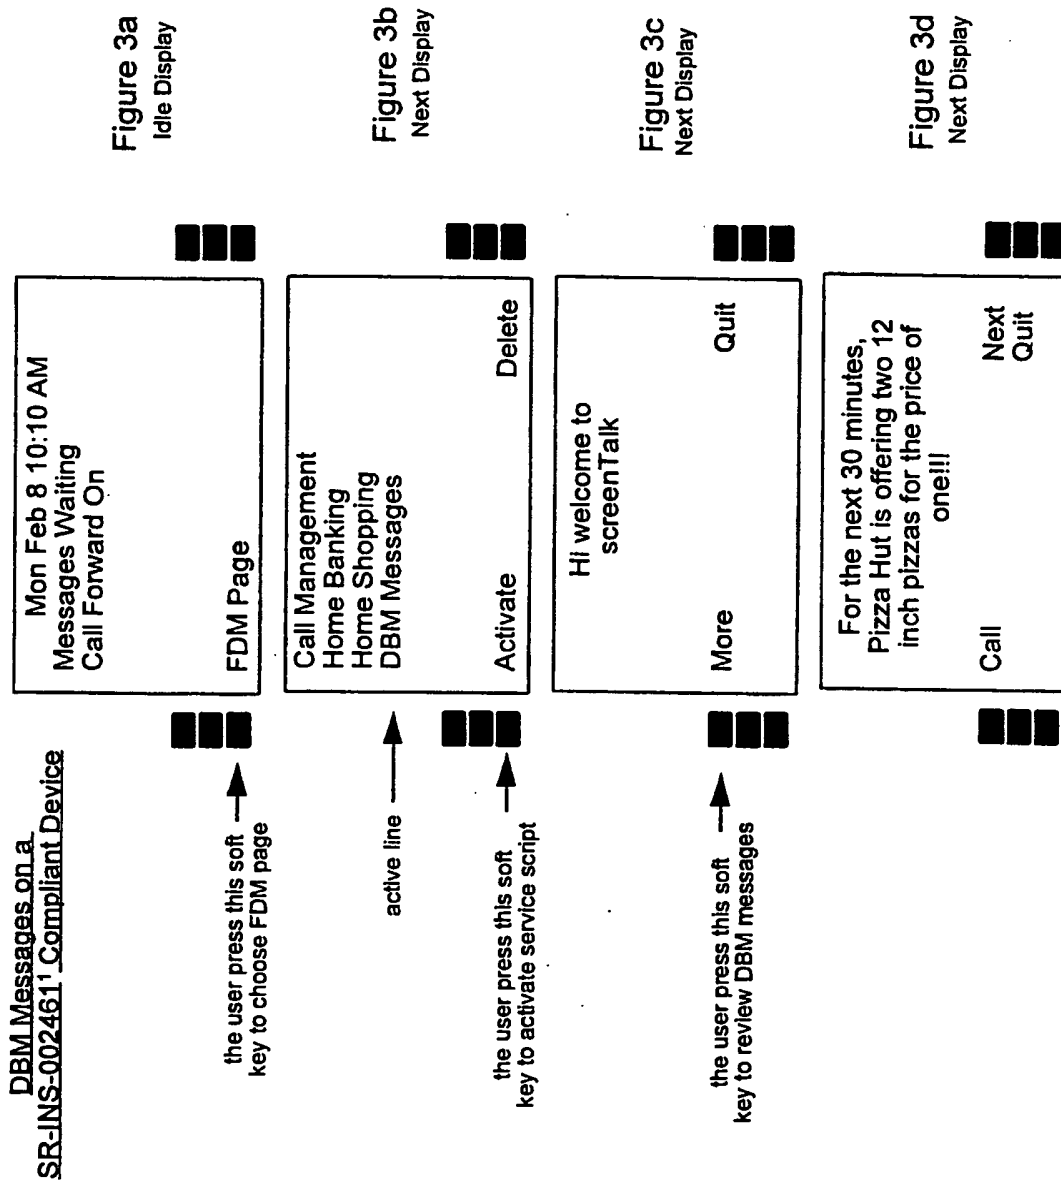 DBM Messages on a
SR-INS-002461¹ Compliant Device
Mon Feb 8 10:10 AM
Messages Waiting
Call Forward On
FDM Page
the user press this soft
key to choose FDM page
Figure 3a
Idle Display
Call Management
Home Banking
Home Shopping
DBM Messages
Activate
Delete
active line
the user press this soft
key to activate service script
Figure 3b
Next Display
Hi welcome to
screenTalk
More
Quit
the user press this soft
key to review DBM messages
Figure 3c
Next Display
For the next 30 minutes,
Pizza Hut is offering two 12
inch pizzas for the price of
one!!!
Call
Next
Quit
Figure 3d
Next Display